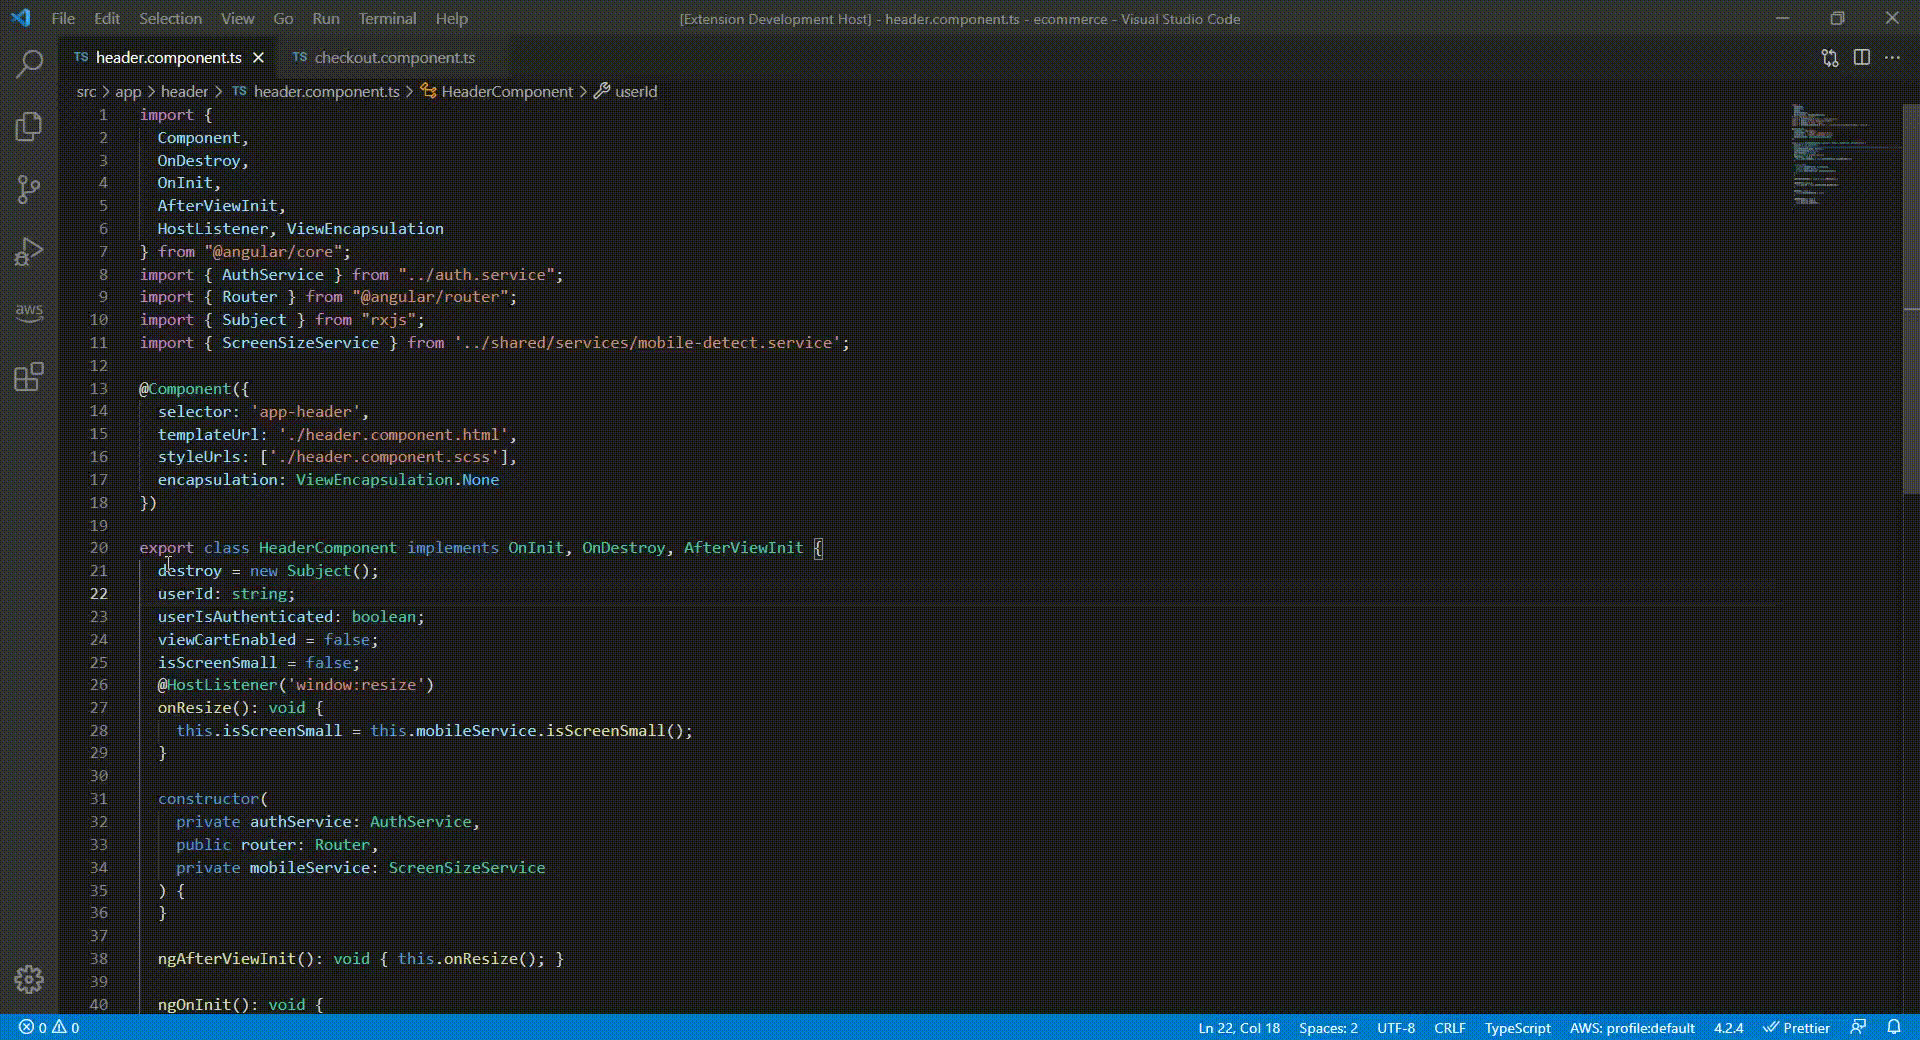 File Edit Selection View Go Run Terminal Help
[Extension Development Host] - header.component.ts - ecommerce - Visual Studio Code
TS header.component.ts
TS checkout.component.ts
src > app > header > TS header.component.ts > HeaderComponent > userId
1 import {
2 Component,
3 OnDestroy,
4 OnInit,
5 AfterViewInit,
6 HostListener, ViewEncapsulation
7 } from "@angular/core";
8 import { AuthService } from "../auth.service";
9 import { Router } from "@angular/router";
10 import { Subject } from "rxjs";
11 import { ScreenSizeService } from '../shared/services/mobile-detect.service';
12
13 @Component({
14 selector: 'app-header',
15 templateUrl: './header.component.html',
16 styleUrls: ['./header.component.scss'],
17 encapsulation: ViewEncapsulation.None
18 })
19
20 export class HeaderComponent implements OnInit, OnDestroy, AfterViewInit {
21 destroy = new Subject();
22 userId: string;
23 userIsAuthenticated: boolean;
24 viewCartEnabled = false;
25 isScreenSmall = false;
26 @HostListener('window:resize')
27 onResize(): void {
28 this.isScreenSmall = this.mobileService.isScreenSmall();
29 }
30
31 constructor(
32 private authService: AuthService,
33 public router: Router,
34 private mobileService: ScreenSizeService
35 ) {
36 }
37
38 ngAfterViewInit(): void { this.onResize(); }
39
40 ngOnInit(): void {
aws
0 0
Ln 22, Col 18 Spaces: 2 UTF-8 CRLF TypeScript AWS: profile:default 4.2.4 Prettier